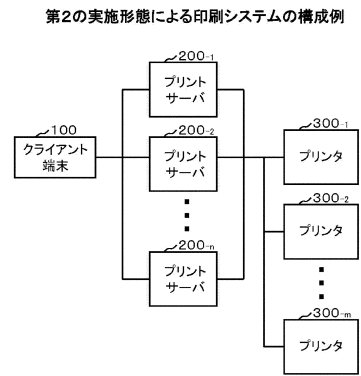 第2の実施形態による印刷システムの構成例
200-1
プリント
サーバ
100
クライアント
端末
200-2
プリント
サーバ
300-1
プリンタ
300-2
プリンタ
200-n
プリント
サーバ
300-m
プリンタ